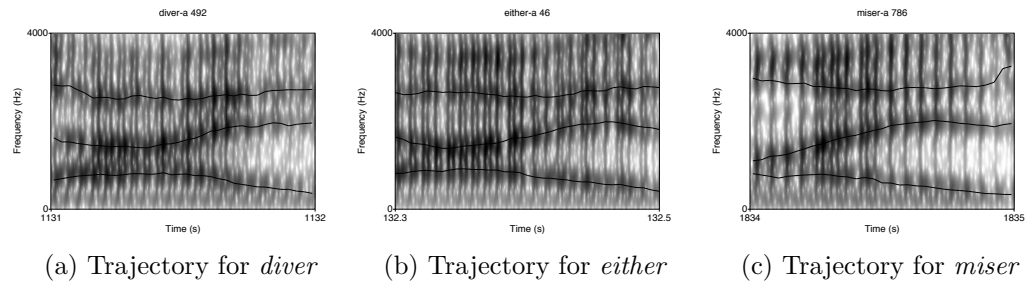 diver-a 492
4000
Frequency (Hz)
0
1131
1132
Time (s)
(a) Trajectory for diver
either-a 46
4000
Frequency (Hz)
0
132.3
132.5
Time (s)
(b) Trajectory for either
miser-a 786
4000
Frequency (Hz)
0
1834
1835
Time (s)
(c) Trajectory for miser